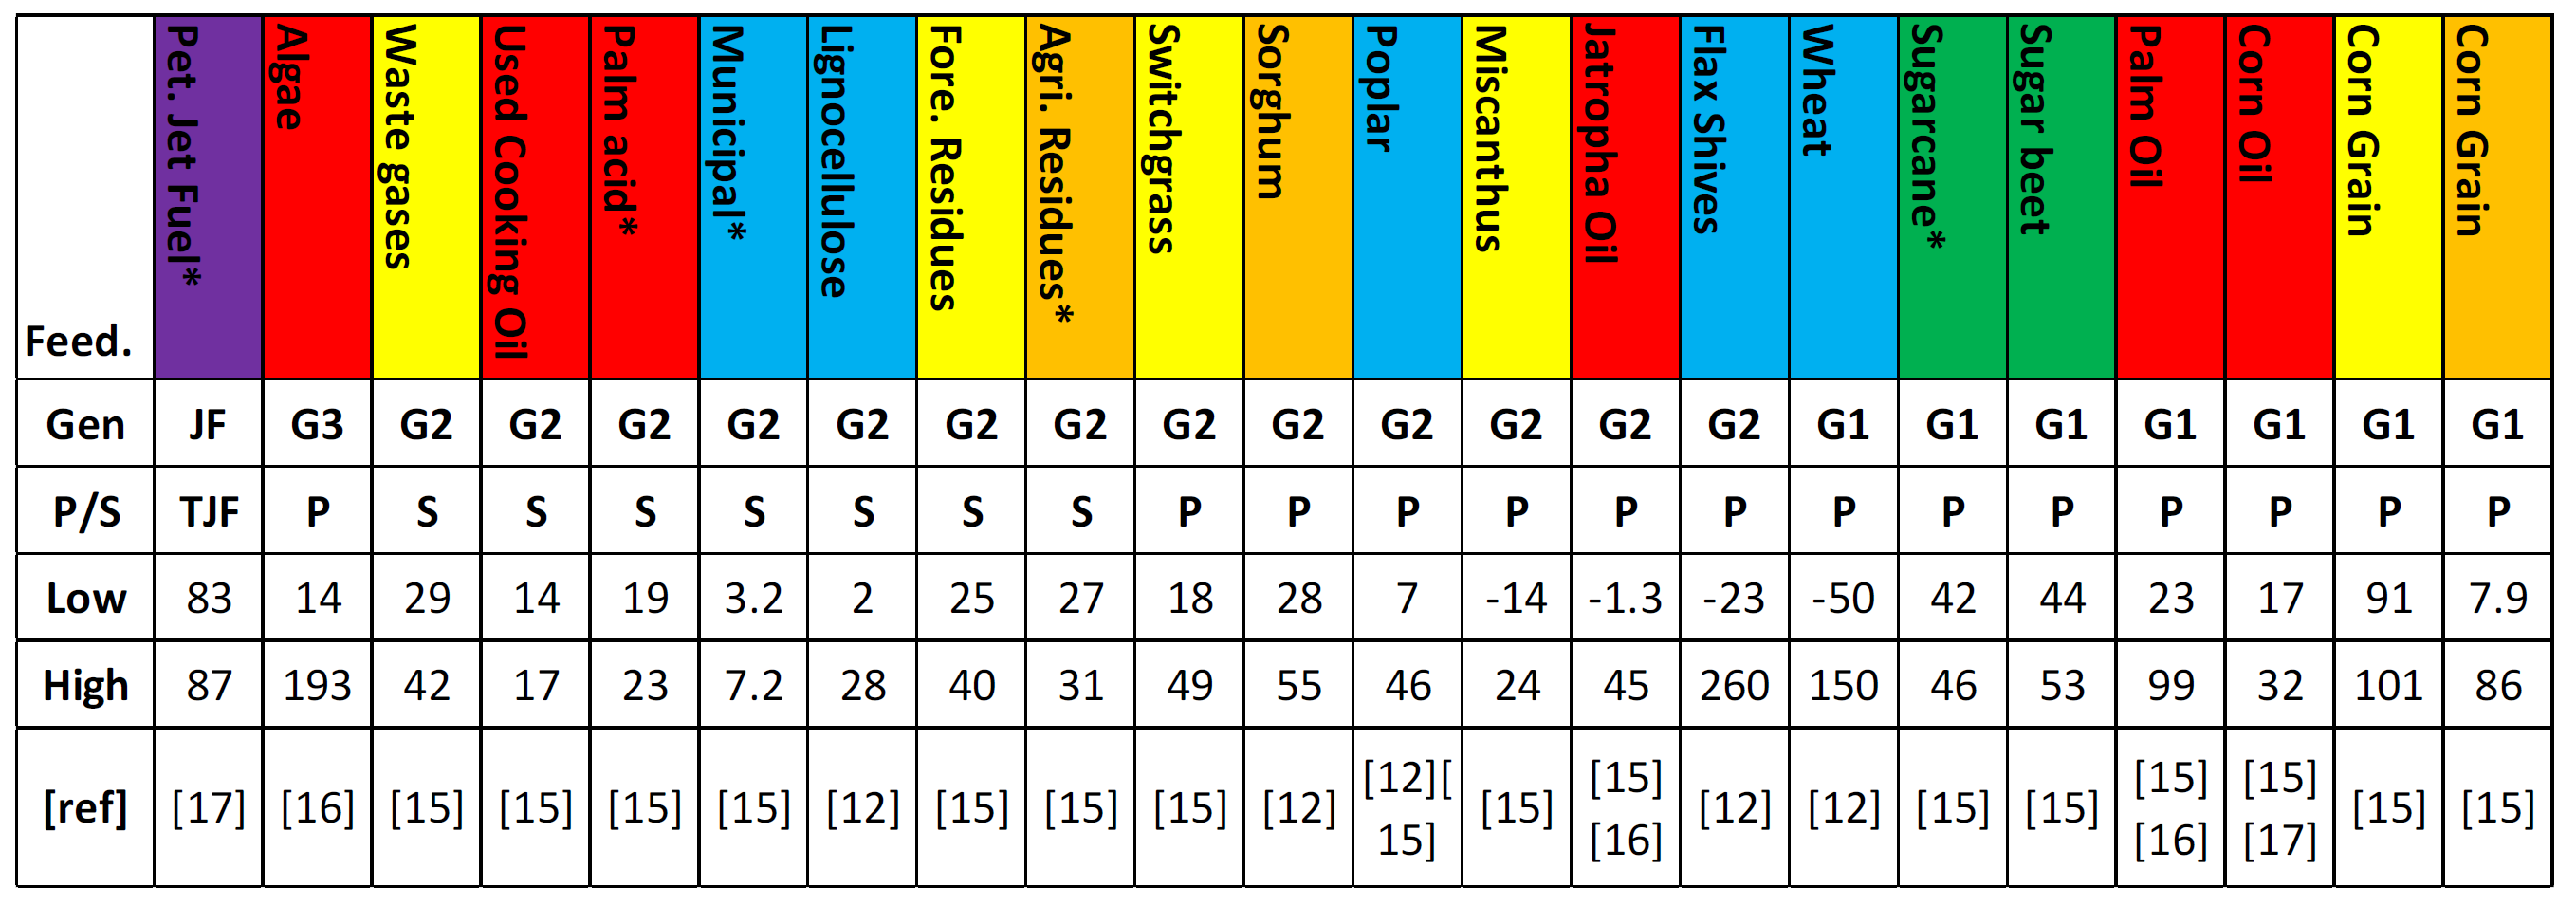 Feed. Pet. Jet Fuel* Algae Waste gases Used Cooking Oil Palm acid* Municipal* Lignocellulose Fore. Residues Agri. Residues* Switchgrass Sorghum Poplar Miscanthus Jatropha Oil Flax Shives Wheat Sugarcane* Sugar beet Palm Oil Corn Oil Corn Grain Corn Grain
Gen JF G3 G2 G2 G2 G2 G2 G2 G2 G2 G2 G2 G2 G2 G2 G1 G1 G1 G1 G1 G1 G1
P/S TJF P S S S S S S S P P P P P P P P P P P P P
Low 83 14 29 14 19 3.2 2 25 27 18 28 7 -14 -1.3 -23 -50 42 44 23 17 91 7.9
High 87 193 42 17 23 7.2 28 40 31 49 55 46 24 45 260 150 46 53 99 32 101 86
[ref] [17] [16] [15] [15] [15] [15] [12] [15] [15] [15] [12] [12][15] [15] [15][16] [12] [12] [15] [15] [15][16] [15][17] [15] [15]